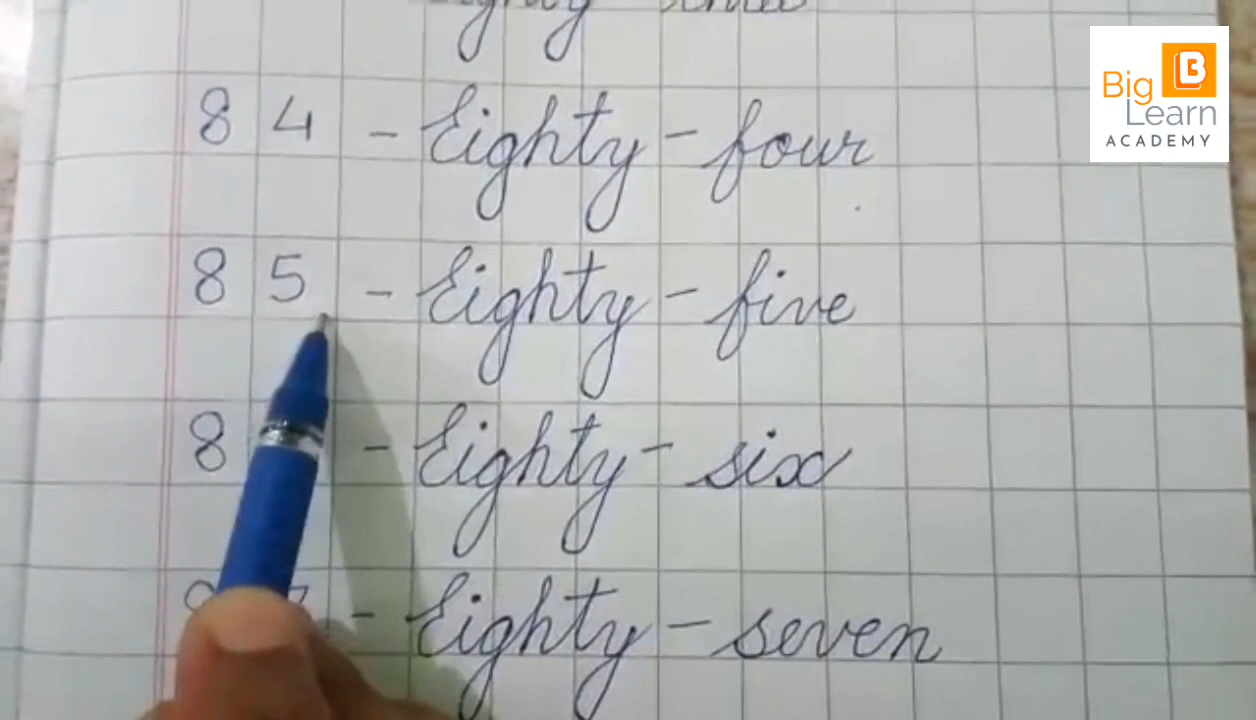 Big B
Learn
ACADEMY
84 - Eighty-four
85 - Eighty-five
8 - Eighty-six
- Eighty-seven